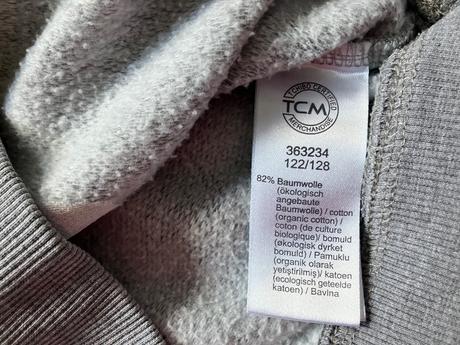 TCHIBO CERTIFIED
TCM
MERCHANDISE
363234
122/128
82% Baumwolle
(ökologisch
angebaute
Baumwolle) / cotton
(organic cotton) /
coton (de culture
biologique)/ bomuld
(økologisk dyrket
bomuld) / Pamuklu
(organik olarak
yetiştirilmiş)/ katoen
(ecologisch geteelde
katoen) / Bavlna